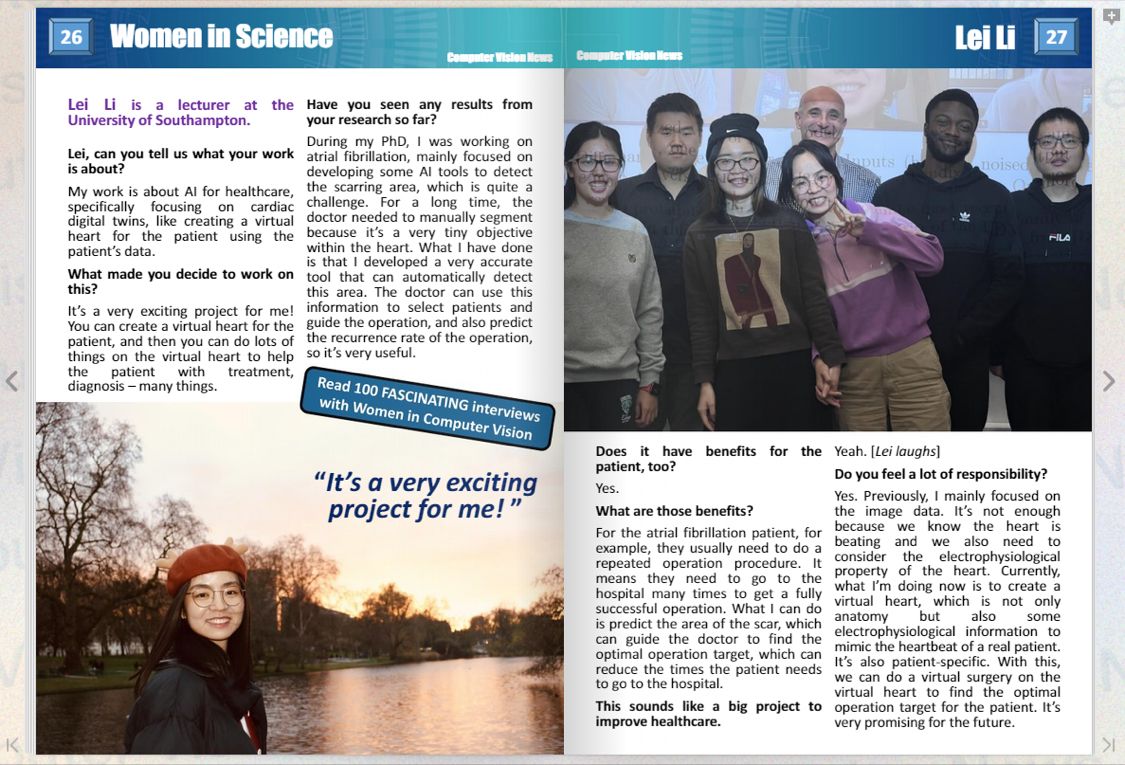 26 Women in Science
Computer Vision News
Lei Li is a lecturer at the
University of Southampton.
Lei, can you tell us what your work
is about?
My work is about AI for healthcare,
specifically focusing on cardiac
digital twins, like creating a virtual
heart for the patient using the
patient's data.
What made you decide to work on
this?
It's a very exciting project for me!
You can create a virtual heart for the
patient, and then you can do lots of
things on the virtual heart to help
the patient with treatment,
diagnosis – many things.
Have you seen any results from
your research so far?
During my PhD, I was working on
atrial fibrillation, mainly focused on
developing some AI tools to detect
the scarring area, which is quite a
challenge. For a long time, the
doctor needed to manually segment
because it's a very tiny objective
within the heart. What I have done
is that I developed a very accurate
tool that can automatically detect
this area. The doctor can use this
information to select patients and
guide the operation, and also predict
the recurrence rate of the operation,
so it's very useful.
Read 100 FASCINATING interviews
with Women in Computer Vision
“It's a very exciting
project for me! ”
Computer Vision News
Lei Li 27
nputs
noised
FILA
Does it have benefits for the
patient, too?
Yes.
What are those benefits?
For the atrial fibrillation patient, for
example, they usually need to do a
repeated operation procedure. It
means they need to go to the
hospital many times to get a fully
successful operation. What I can do
is predict the area of the scar, which
can guide the doctor to find the
optimal operation target, which can
reduce the times the patient needs
to go to the hospital.
This sounds like a big project to
improve healthcare.
Yeah. [Lei laughs]
Do you feel a lot of responsibility?
Yes. Previously, I mainly focused on
the image data. It's not enough
because we know the heart is
beating and we also need to
consider the electrophysiological
property of the heart. Currently,
what I'm doing now is to create a
virtual heart, which is not only
anatomy but also some
electrophysiological information to
mimic the heartbeat of a real patient.
It's also patient-specific. With this,
we can do a virtual surgery on the
virtual heart to find the optimal
operation target for the patient. It's
very promising for the future.